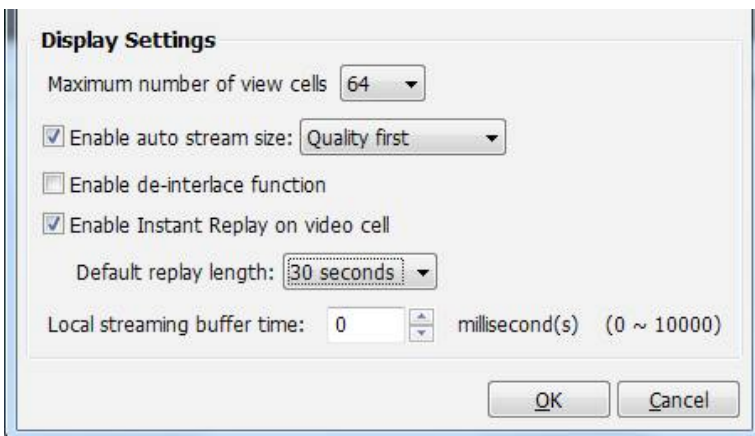 Display Settings
Maximum number of view cells 64
Enable auto stream size: Quality first
Enable de-interlace function
Enable Instant Replay on video cell
Default replay length: 30 seconds
Local streaming buffer time: 0 millisecond(s) (0 ~ 10000)
OK Cancel